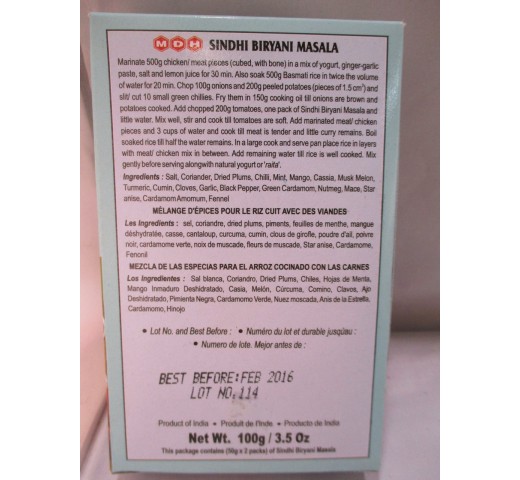 MDH SINDHI BIRYANI MASALA
Marinate 500g chicken/ meat pieces (cubed, with bone) in a mix of yogurt, ginger-garlic
paste, salt and lemon juice for 30 min. Also soak 500g Basmati rice in twice the volume
of water for 20 min. Chop 100g onions and 200g peeled potatoes (pieces of 1.5 cm³) and
slit/ cut 10 small green chillies. Fry them in 150g cooking oil till onions are brown and
potatoes cooked. Add chopped 200g tomatoes, one pack of Sindhi Biryani Masala and
little water. Mix well, stir and cook till tomatoes are soft. Add marinated meat/ chicken
pieces and 3 cups of water and cook till meat is tender and little curry remains. Boil
soaked rice till half the water remains. In a large cook and serve pan place rice in layers
with meat/ chicken mix in between. Add remaining water till rice is well cooked. Mix
gently before serving alongwith natural yogurt or 'raita'.
Ingredients : Salt, Coriander, Dried Plums, Chilli, Mint, Mango, Cassia, Musk Melon,
Turmeric, Cumin, Cloves, Garlic, Black Pepper, Green Cardamom, Nutmeg, Mace, Star
anise, Cardamom Amomum, Fennel
MÉLANGE D'ÉPICES POUR LE RIZ CUIT AVEC DES VIANDES
Les Ingrédients : sel, coriandre, dried plums, piments, feuilles de menthe, mangue
déshydratée, casse, cantaloup, curcuma, cumin, clous de girofle, poudre d'ail, poivre
noir, cardamome verte, noix de muscade, fleurs de muscade, Star anise, Cardamome,
Fenonil
MEZCLA DE LAS ESPECIAS PARA EL ARROZ COCINADO CON LAS CARNES
Los Ingredientes : Sal blanca, Coriandro, Dried Plums, Chiles, Hojas de Menta,
Mango Inmaduro Deshidratado, Casia, Melón, Cúrcuma, Comino, Clavos, Ajo
Deshidratado, Pimienta Negra, Cardamomo Verde, Nuez moscada, Anis de la Estrella,
Cardamomo, Hinojo
• Lot No. and Best Before : • Numéro du lot et durable jusqùau :
• Numero de lote. Mejor antes de :
BEST BEFORE:FEB 2016
LOT NO.:114
Product of India • Produit de l'Inde • Producto de India
Net Wt. 100g / 3.5 Oz
This package contains (50g x 2 packs) of Sindhi Biryani Masala